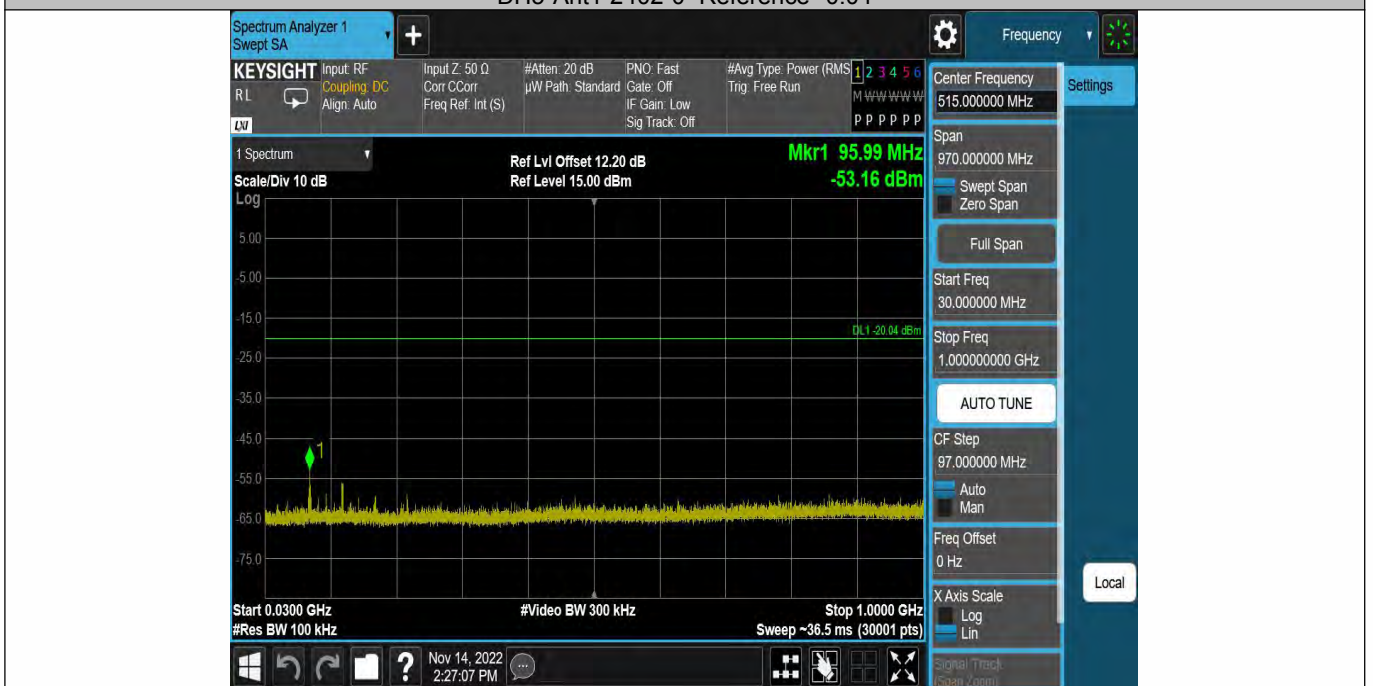 Spectrum Analyzer 1
Swept SA
+
Frequency
KEYSIGHT
RL
LXI
Input: RF
Coupling: DC
Align: Auto
Input Z: 50 Ω
Corr CCorr
Freq Ref: Int (S)
#Atten: 20 dB
µW Path: Standard
PNO: Fast
Gate: Off
IF Gain: Low
Sig Track: Off
#Avg Type: Power (RMS
Trig: Free Run
1 2 3 4 5 6
M W W W W W
P P P P P P
1 Spectrum
Scale/Div 10 dB
Log
Ref Lvl Offset 12.20 dB
Ref Level 15.00 dBm
Mkr1 95.99 MHz
-53.16 dBm
5.00
-5.00
-15.0
-25.0
-35.0
-45.0
-55.0
-65.0
-75.0
DL1 -20.04 dBm
1
Start 0.0300 GHz
#Res BW 100 kHz
#Video BW 300 kHz
Stop 1.0000 GHz
Sweep ~36.5 ms (30001 pts)
Center Frequency
515.000000 MHz
Settings
Span
970.000000 MHz
Swept Span
Zero Span
Full Span
Start Freq
30.000000 MHz
Stop Freq
1.000000000 GHz
AUTO TUNE
CF Step
97.000000 MHz
Auto
Man
Freq Offset
0 Hz
X Axis Scale
Log
Lin
Local
Signal Track
(Span Zoom)
?
Nov 14, 2022
2:27:07 PM